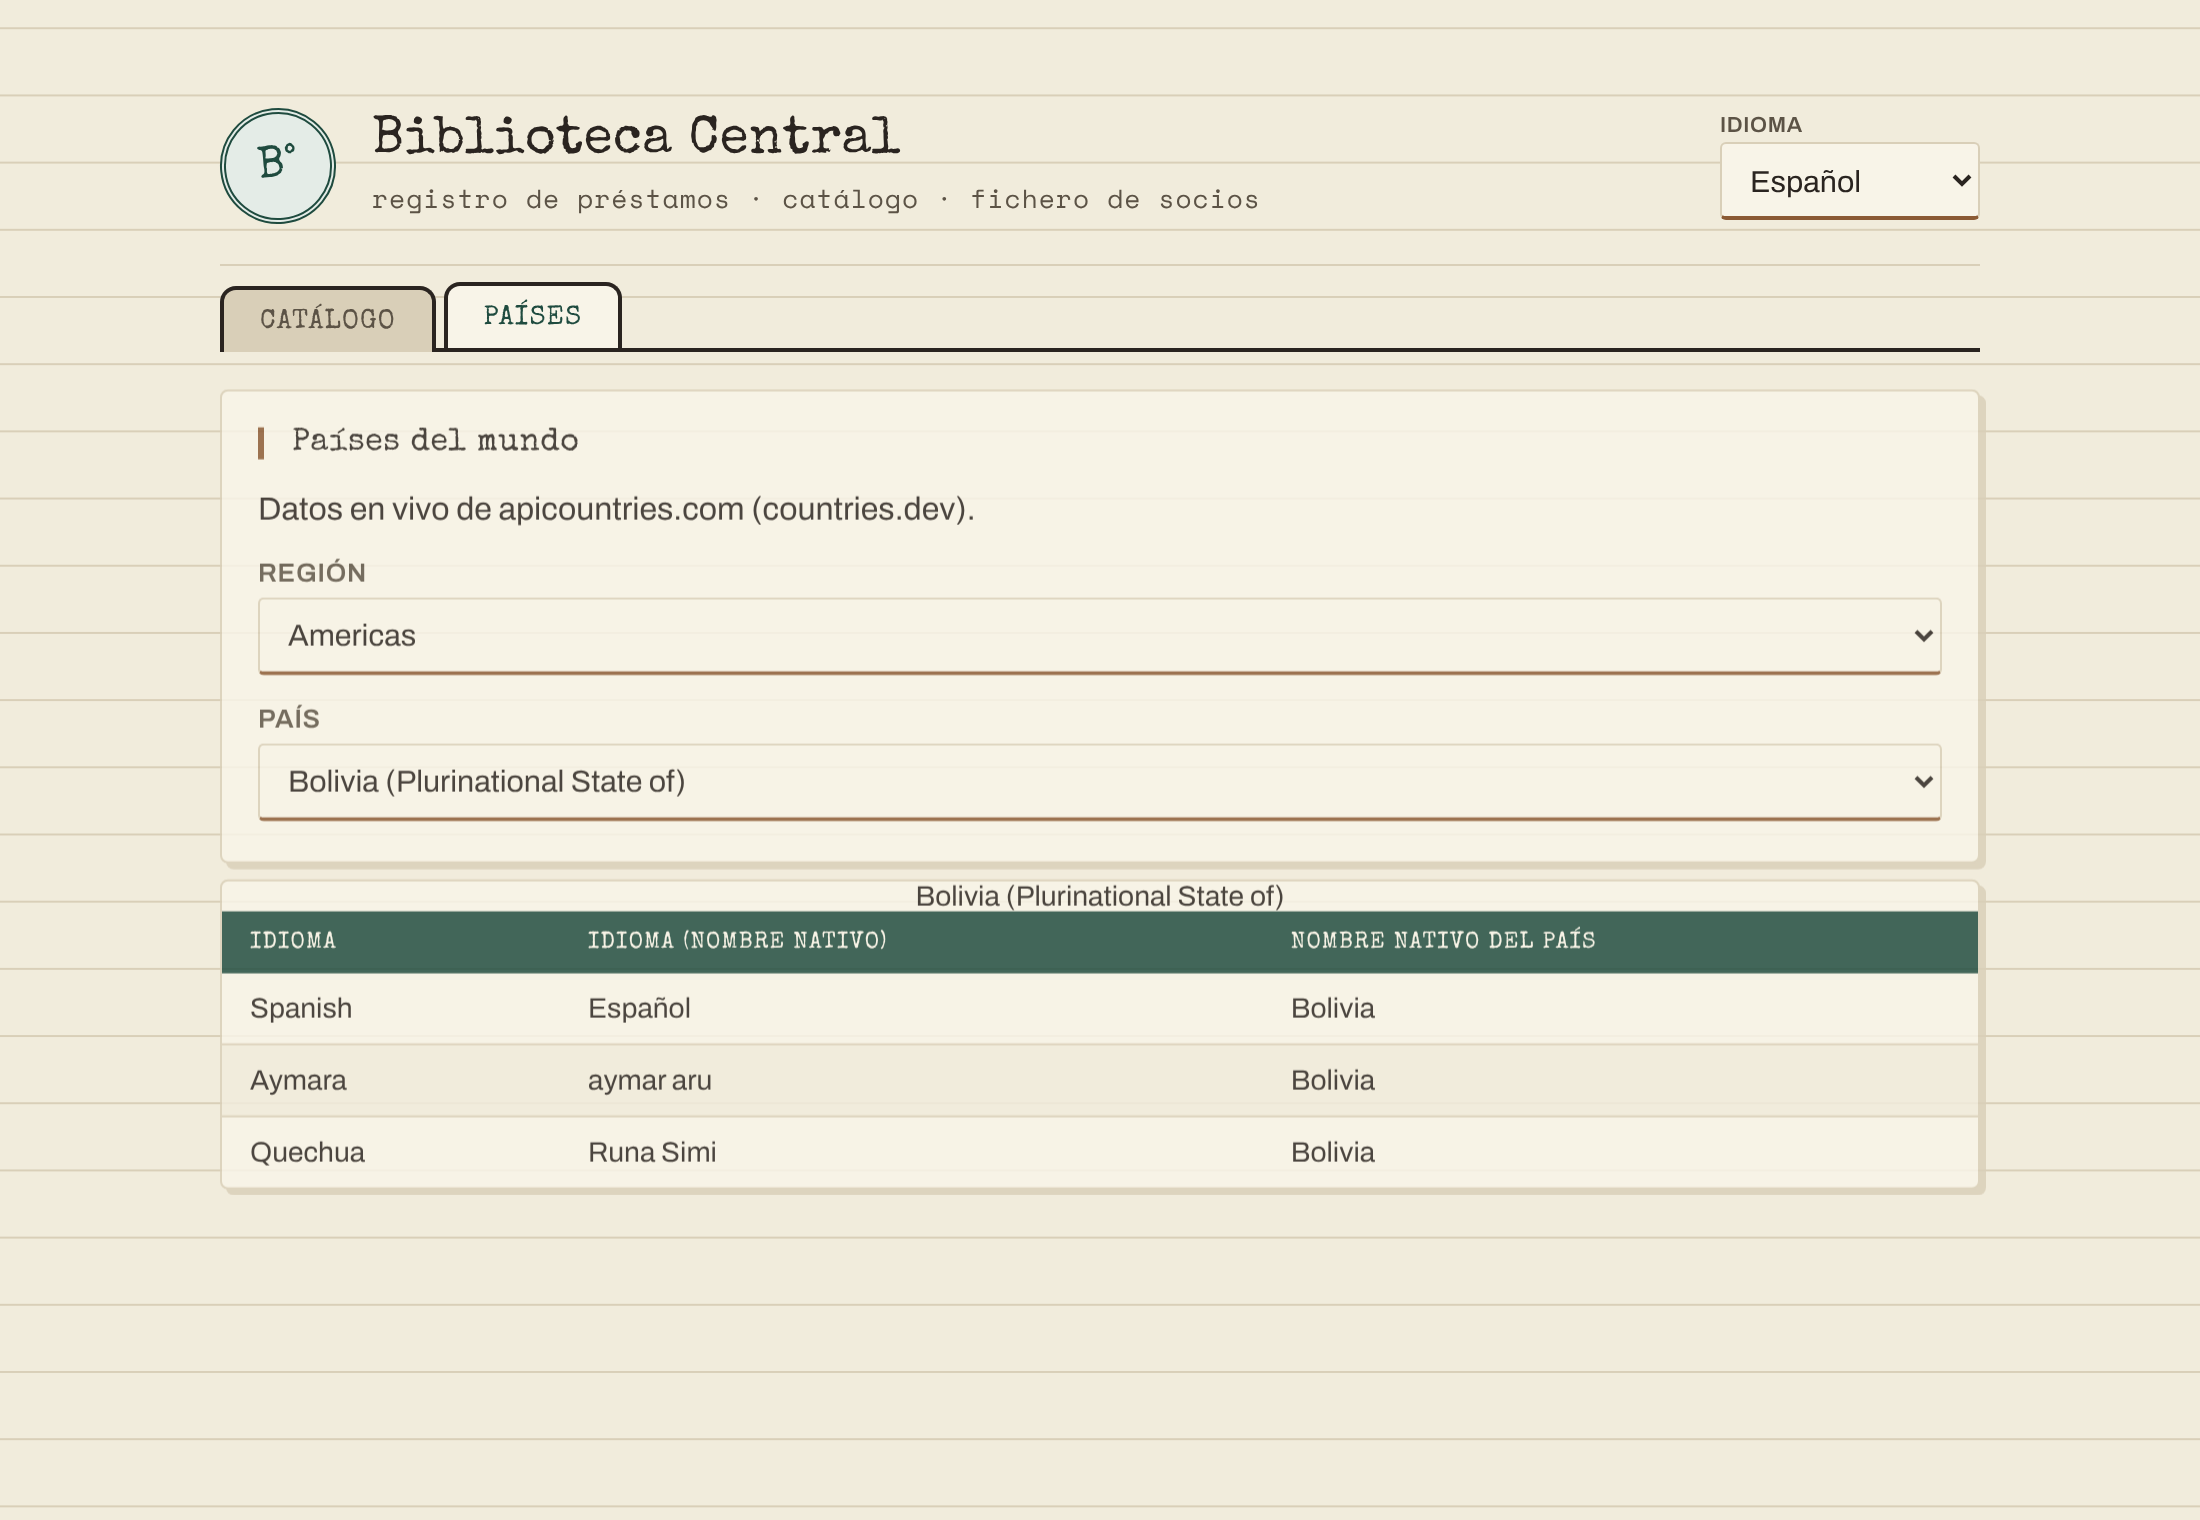 B°
Biblioteca Central
registro de préstamos · catálogo · fichero de socios
IDIOMA
Español
CATÁLOGO
PAÍSES
Países del mundo
Datos en vivo de apicountries.com (countries.dev).
REGIÓN
Americas
PAÍS
Bolivia (Plurinational State of)
Bolivia (Plurinational State of)
IDIOMA IDIOMA (NOMBRE NATIVO) NOMBRE NATIVO DEL PAÍS
Spanish Español Bolivia
Aymara aymar aru Bolivia
Quechua Runa Simi Bolivia